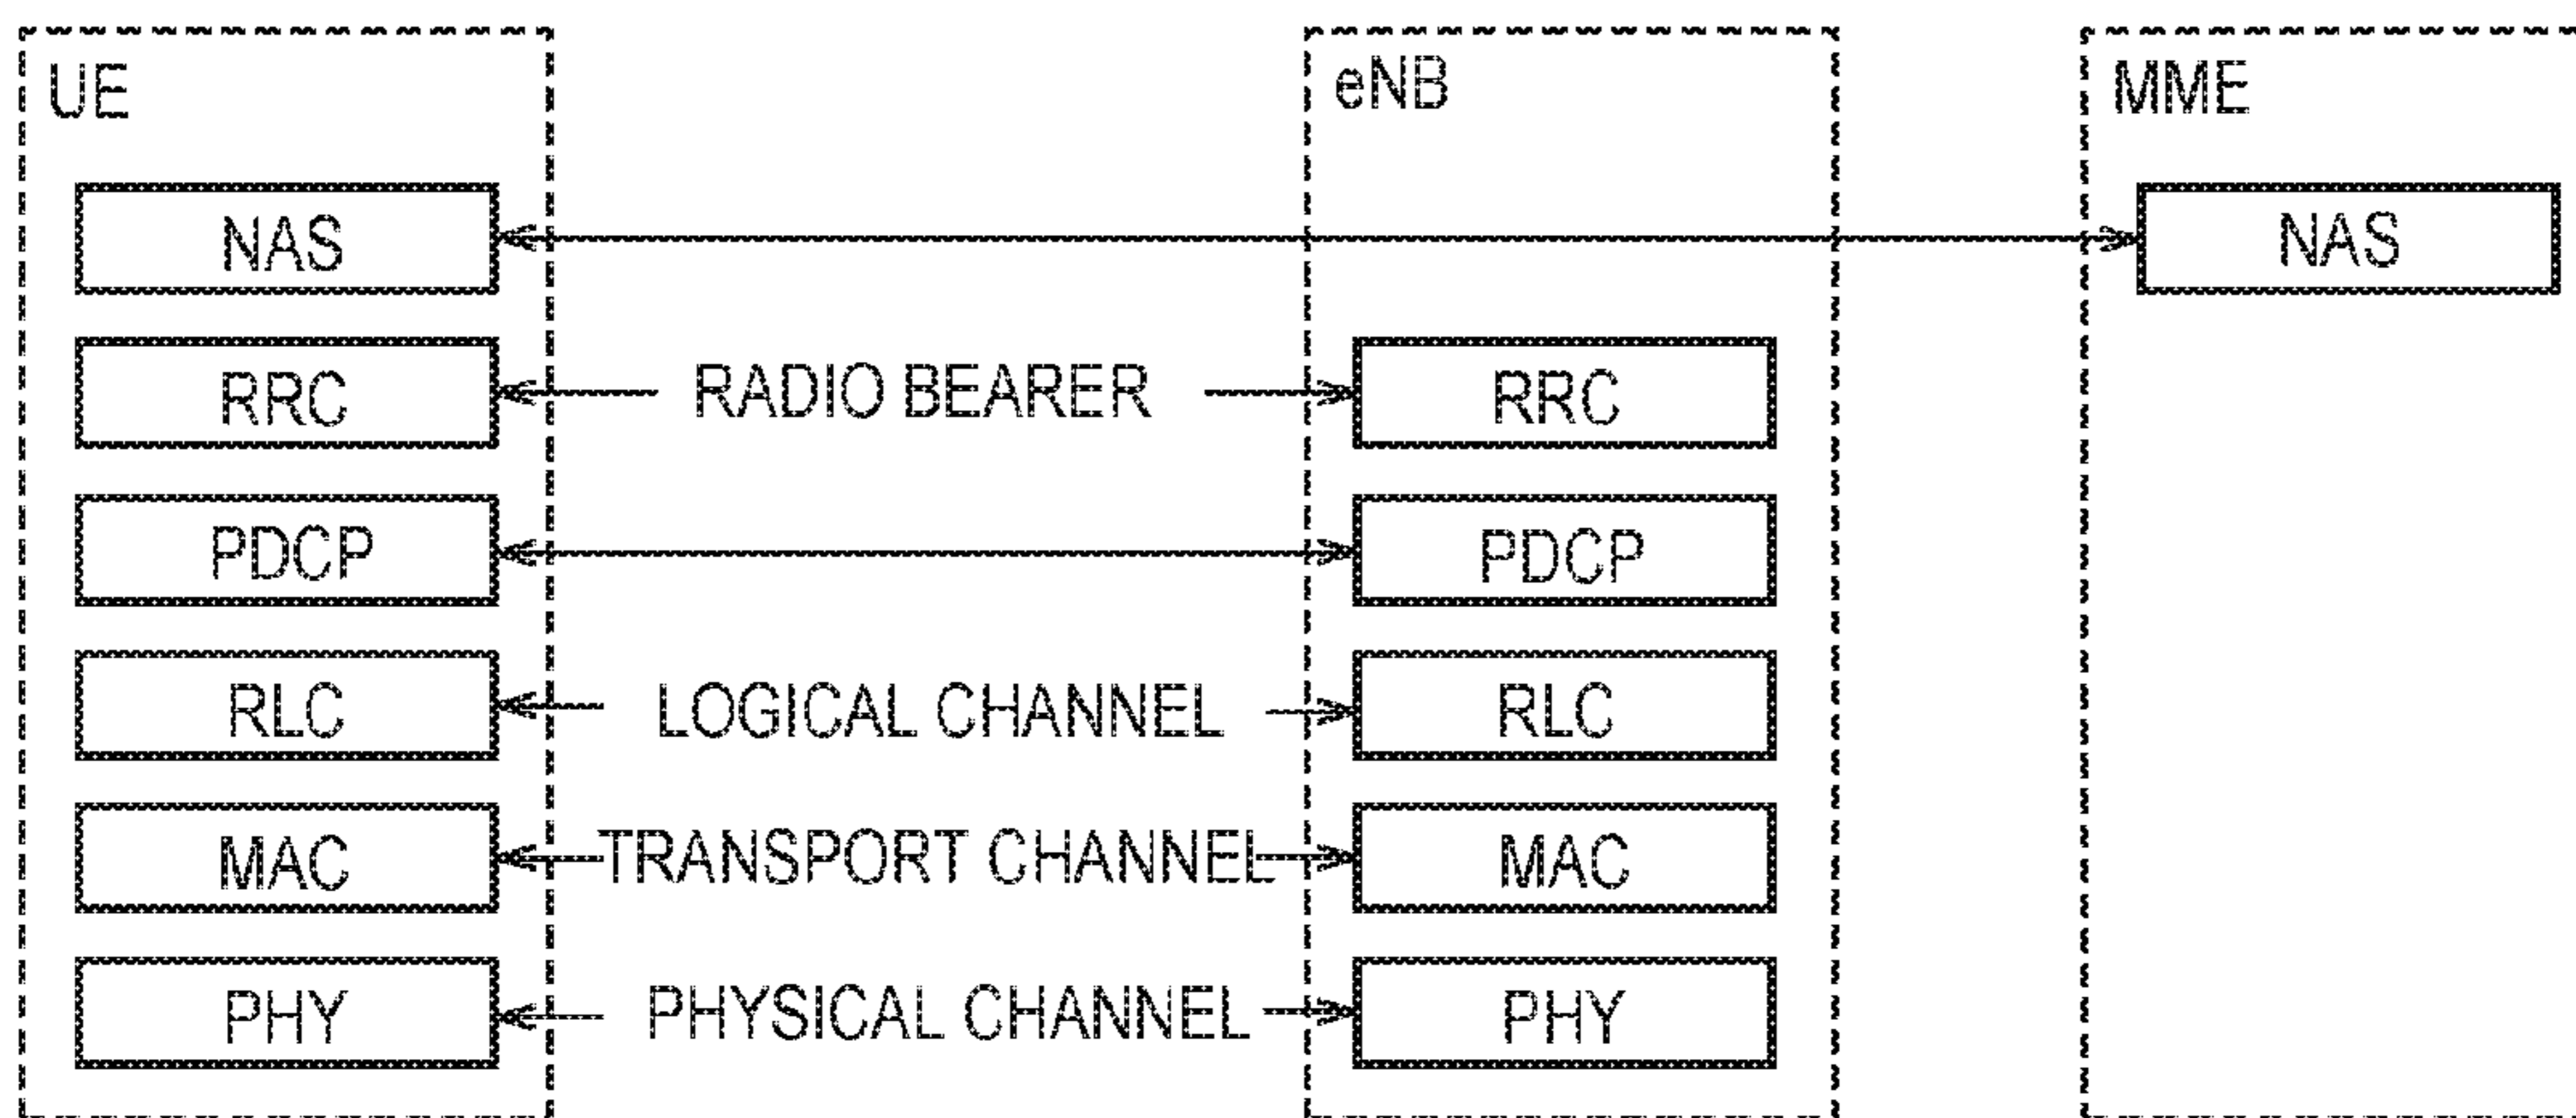 UE eNB MME
NAS NAS
RRC RADIO BEARER RRC
PDCP PDCP
RLC LOGICAL CHANNEL RLC
MAC TRANSPORT CHANNEL MAC
PHY PHYSICAL CHANNEL PHY